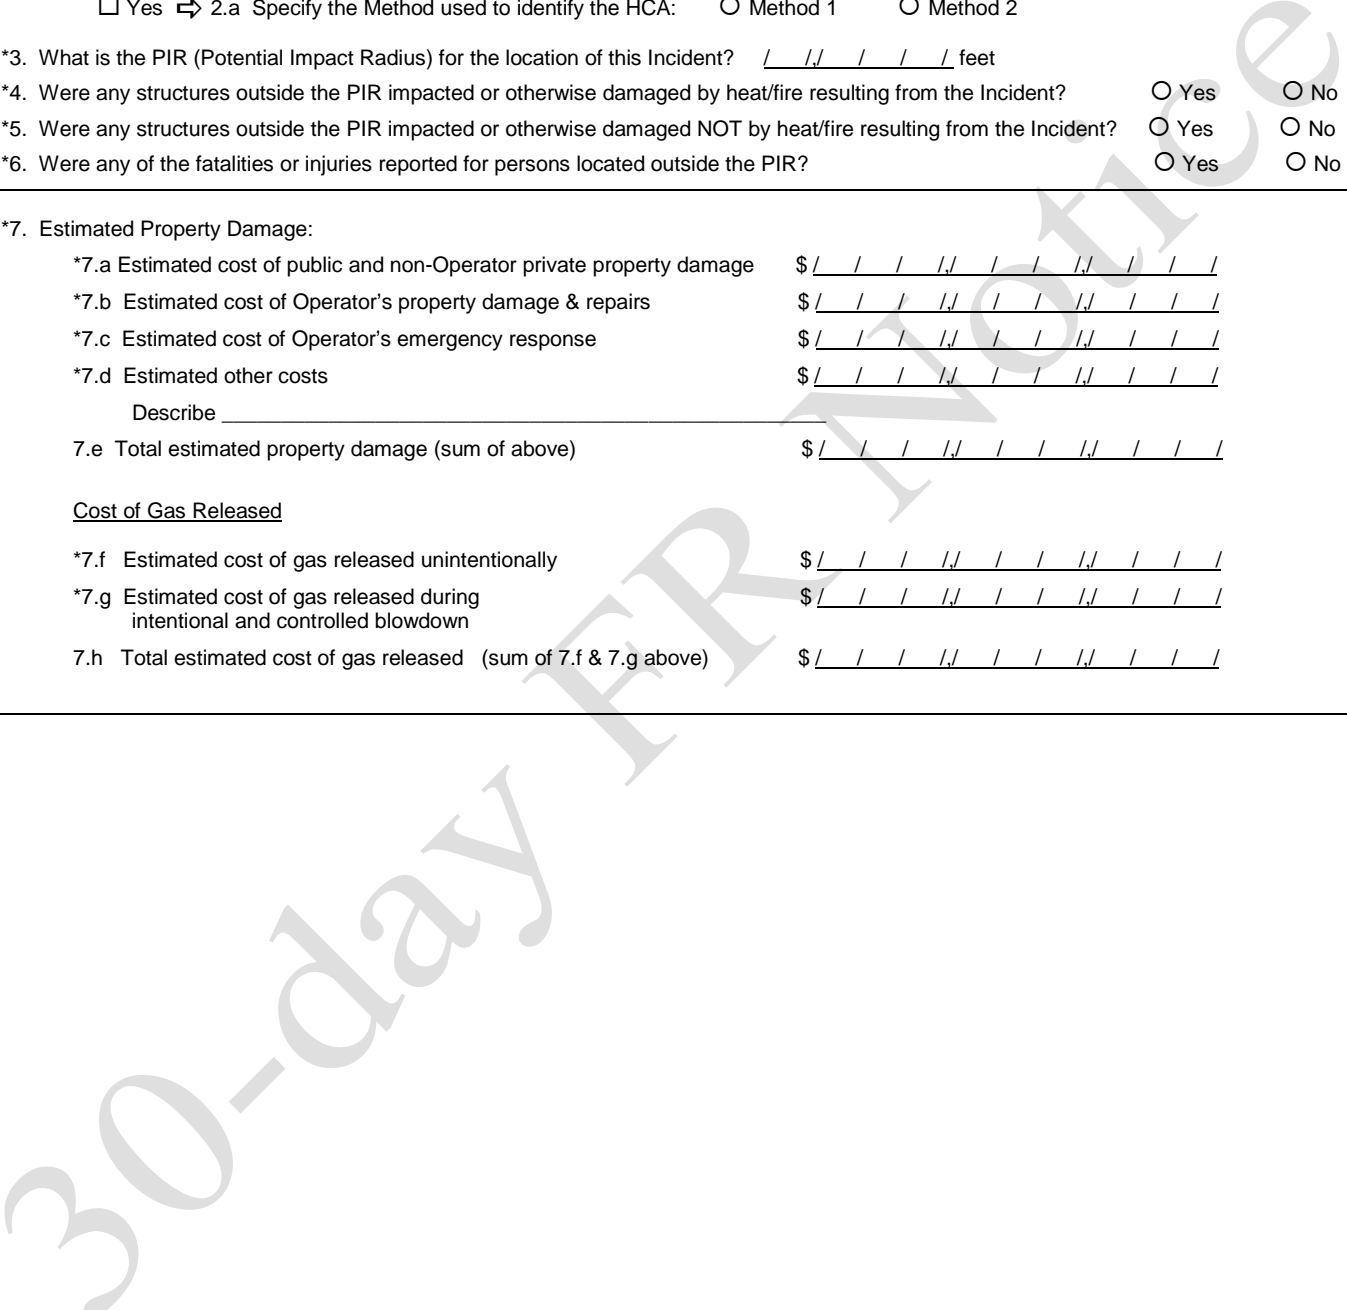 ☐ Yes ⇨ 2.a Specify the Method used to identify the HCA: ○ Method 1 ○ Method 2
*3. What is the PIR (Potential Impact Radius) for the location of this Incident? / /,/ / / / feet
*4. Were any structures outside the PIR impacted or otherwise damaged by heat/fire resulting from the Incident? ○ Yes ○ No
*5. Were any structures outside the PIR impacted or otherwise damaged NOT by heat/fire resulting from the Incident? ○ Yes ○ No
*6. Were any of the fatalities or injuries reported for persons located outside the PIR? ○ Yes ○ No
*7. Estimated Property Damage:
*7.a Estimated cost of public and non-Operator private property damage $ / / / /,/ / / /,/ / / /
*7.b Estimated cost of Operator's property damage & repairs $ / / / /,/ / / /,/ / / /
*7.c Estimated cost of Operator's emergency response $ / / / /,/ / / /,/ / / /
*7.d Estimated other costs $ / / / /,/ / / /,/ / / /
Describe ______________________________________________________
7.e Total estimated property damage (sum of above) $ / / / /,/ / / /,/ / / /
Cost of Gas Released
*7.f Estimated cost of gas released unintentionally $ / / / /,/ / / /,/ / / /
*7.g Estimated cost of gas released during $ / / / /,/ / / /,/ / / /
intentional and controlled blowdown
7.h Total estimated cost of gas released (sum of 7.f & 7.g above) $ / / / /,/ / / /,/ / / /
30-day FR Notice